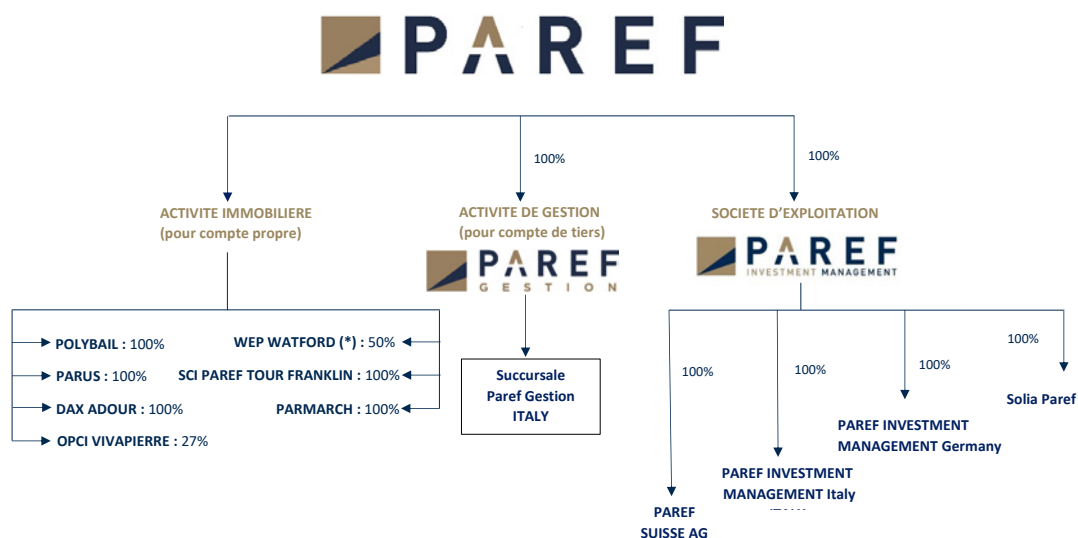 PAREF
100%
100%
ACTIVITE IMMOBILIERE
(pour compte propre)
ACTIVITE DE GESTION
(pour compte de tiers)
PAREF
GESTION
SOCIETE D’EXPLOITATION
PAREF
INVESTMENT MANAGEMENT
POLYBAIL : 100%
PARUS : 100%
DAX ADOUR : 100%
OPCI VIVAPIERRE : 27%
WEP WATFORD (*) : 50%
SCI PAREF TOUR FRANKLIN : 100%
PARMARCH : 100%
Succursale
Paref Gestion
ITALY
100%
100%
100%
100%
PAREF
SUISSE AG
PAREF INVESTMENT
MANAGEMENT Italy
PAREF INVESTMENT
MANAGEMENT Germany
Solia Paref